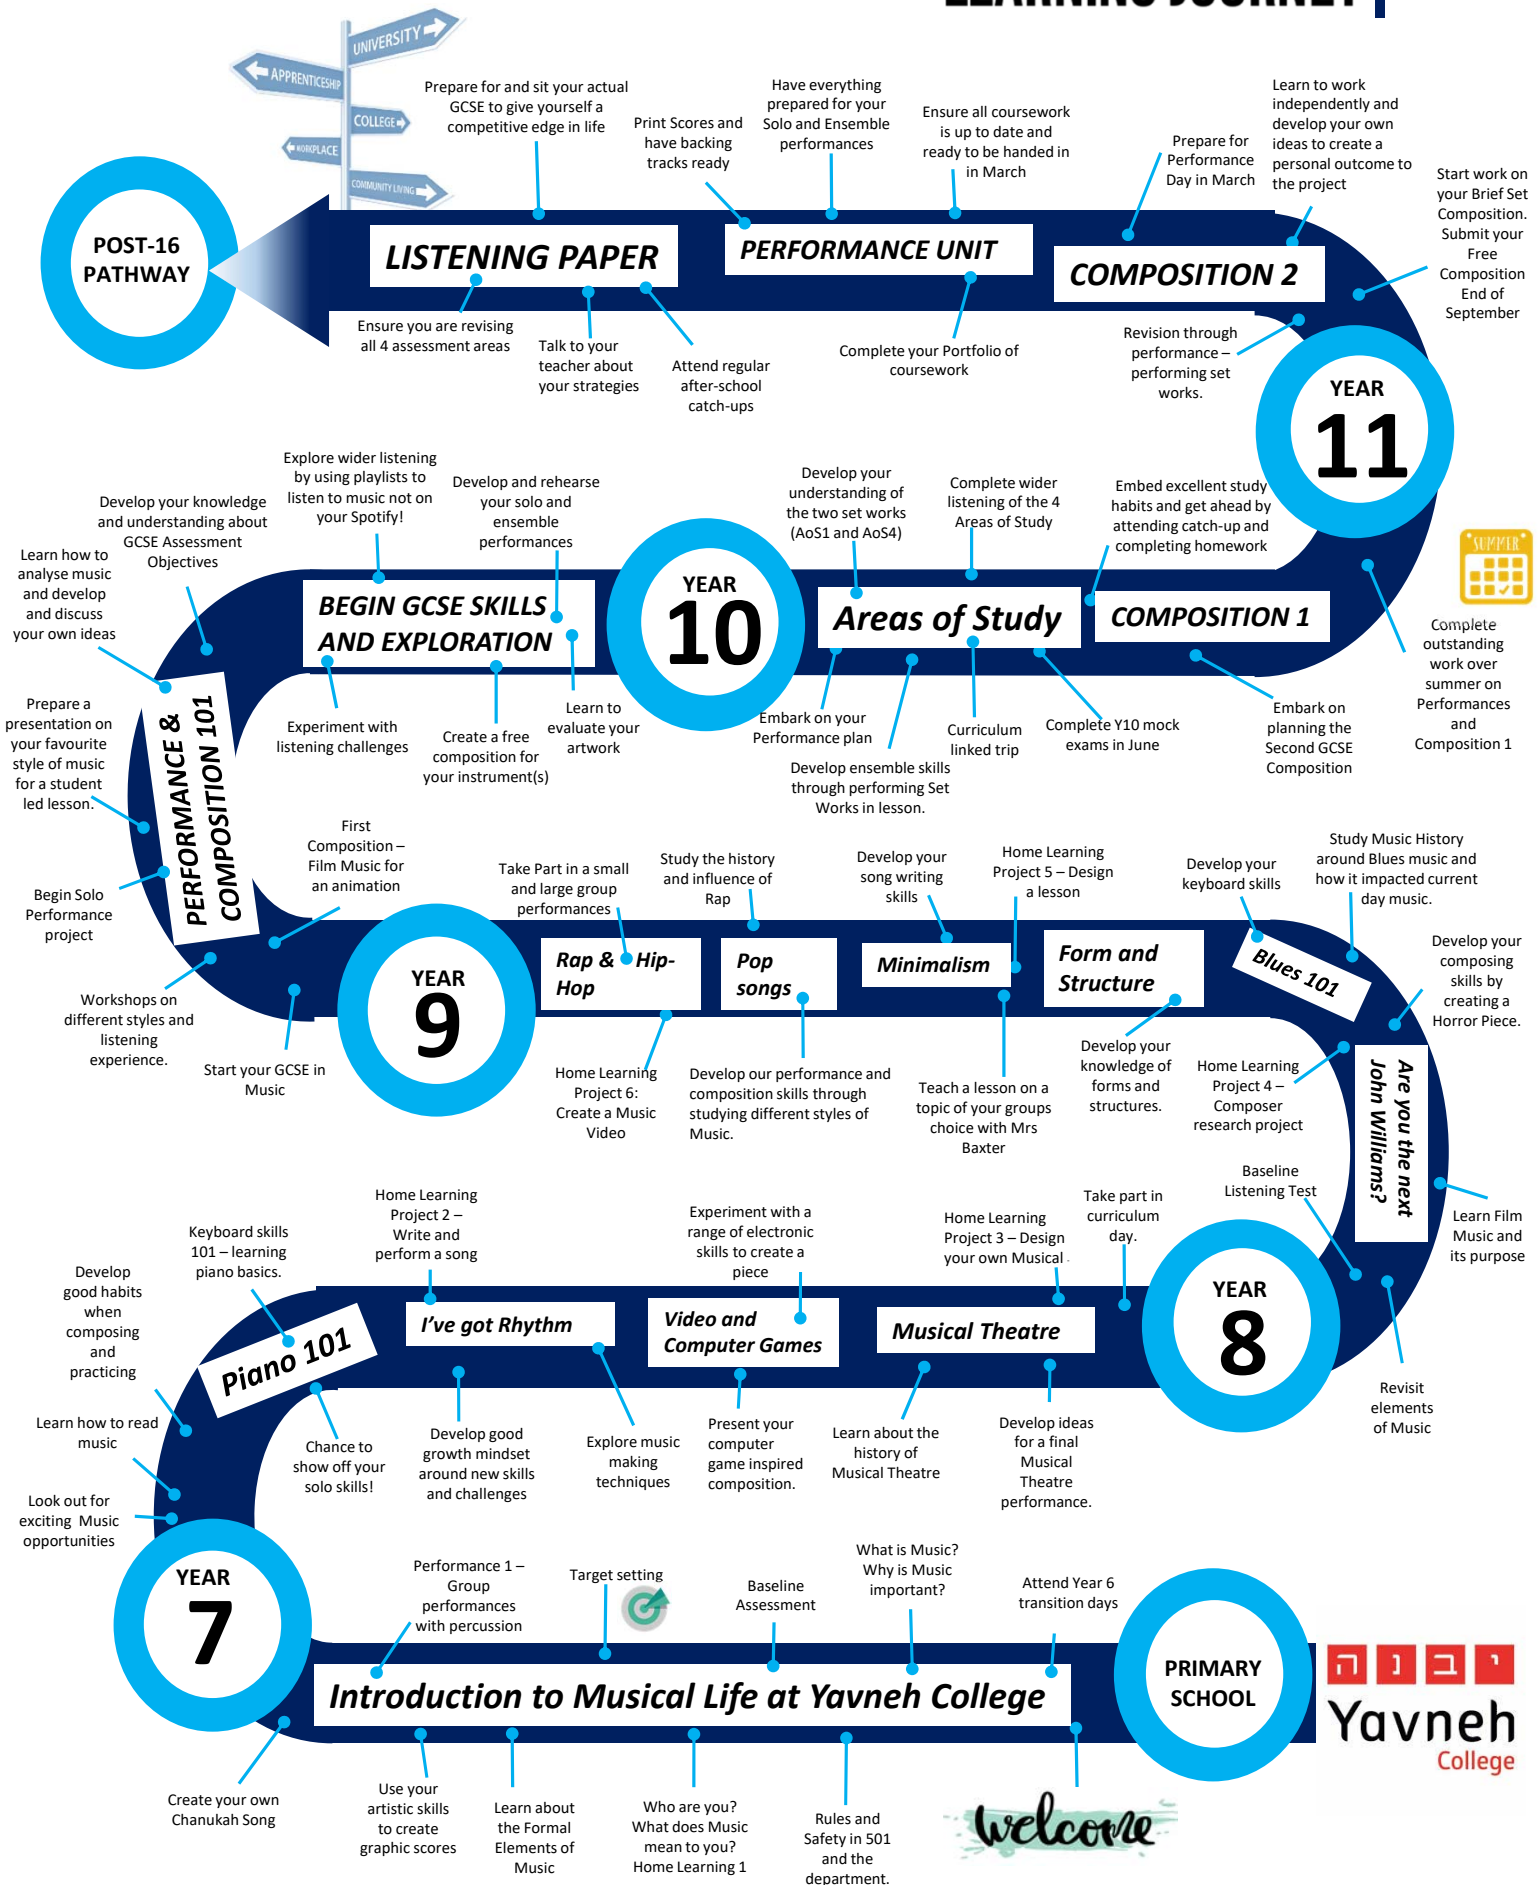 LEARNING JOURNEY
UNIVERSITY
APPRENTICESHIP
COLLEGE
WORKPLACE
COMMUNITY LIVING
Prepare for and sit your actual
GCSE to give yourself a
competitive edge in life
Print Scores and
have backing
tracks ready
Have everything
prepared for your
Solo and Ensemble
performances
Ensure all coursework
is up to date and
ready to be handed in
in March
Prepare for
Performance
Day in March
Learn to work
independently and
develop your own
ideas to create a
personal outcome to
the project
Start work on
your Brief Set
Composition.
Submit your
Free
Composition
End of
September
POST-16
PATHWAY
LISTENING PAPER
PERFORMANCE UNIT
COMPOSITION 2
Ensure you are revising
all 4 assessment areas
Talk to your
teacher about
your strategies
Attend regular
after-school
catch-ups
Complete your Portfolio of
coursework
Revision through
performance –
performing set
works.
YEAR
11
Learn how to
analyse music
and develop
and discuss
your own ideas
Develop your knowledge
and understanding about
GCSE Assessment
Objectives
Explore wider listening
by using playlists to
listen to music not on
your Spotify!
Develop and rehearse
your solo and
ensemble
performances
Develop your
understanding of
the two set works
(AoS1 and AoS4)
Complete wider
listening of the 4
Areas of Study
Embed excellent study
habits and get ahead by
attending catch-up and
completing homework
SUMMER
BEGIN GCSE SKILLS
AND EXPLORATION
YEAR
10
Areas of Study
COMPOSITION 1
Complete
outstanding
work over
summer on
Performances
and
Composition 1
Prepare a
presentation on
your favourite
style of music
for a student
led lesson.
PERFORMANCE &
COMPOSITION 101
Experiment with
listening challenges
Create a free
composition for
your instrument(s)
Learn to
evaluate your
artwork
Embark on your
Performance plan
Develop ensemble skills
through performing Set
Works in lesson.
Curriculum
linked trip
Complete Y10 mock
exams in June
Embark on
planning the
Second GCSE
Composition
Begin Solo
Performance
project
First
Composition –
Film Music for
an animation
Take Part in a small
and large group
performances
Study the history
and influence of
Rap
Develop your
song writing
skills
Home Learning
Project 5 – Design
a lesson
Develop your
keyboard skills
Study Music History
around Blues music and
how it impacted current
day music.
Develop your
composing
skills by
creating a
Horror Piece.
Workshops on
different styles and
listening
experience.
Start your GCSE in
Music
YEAR
9
Rap & Hip-
Hop
Pop
songs
Minimalism
Form and
Structure
Blues 101
Home Learning
Project 6:
Create a Music
Video
Develop our performance and
composition skills through
studying different styles of
Music.
Teach a lesson on a
topic of your groups
choice with Mrs
Baxter
Develop your
knowledge of
forms and
structures.
Home Learning
Project 4 –
Composer
research project
Are you the next
John Williams?
Baseline
Listening Test
Learn Film
Music and
its purpose
Develop
good habits
when
composing
and
practicing
Keyboard skills
101 – learning
piano basics.
Home Learning
Project 2 –
Write and
perform a song
Experiment with a
range of electronic
skills to create a
piece
Home Learning
Project 3 – Design
your own Musical
Take part in
curriculum
day.
Piano 101
I've got Rhythm
Video and
Computer Games
Musical Theatre
YEAR
8
Revisit
elements
of Music
Learn how to read
music
Look out for
exciting Music
opportunities
Chance to
show off your
solo skills!
Develop good
growth mindset
around new skills
and challenges
Explore music
making
techniques
Present your
computer
game inspired
composition.
Learn about the
history of
Musical Theatre
Develop ideas
for a final
Musical
Theatre
performance.
YEAR
7
Performance 1 –
Group
performances
with percussion
Target setting
Baseline
Assessment
What is Music?
Why is Music
important?
Attend Year 6
transition days
Introduction to Musical Life at Yavneh College
PRIMARY
SCHOOL
יבנה
Yavneh
College
Create your own
Chanukah Song
Use your
artistic skills
to create
graphic scores
Learn about
the Formal
Elements of
Music
Who are you?
What does Music
mean to you?
Home Learning 1
Rules and
Safety in 501
and the
department.
welcome